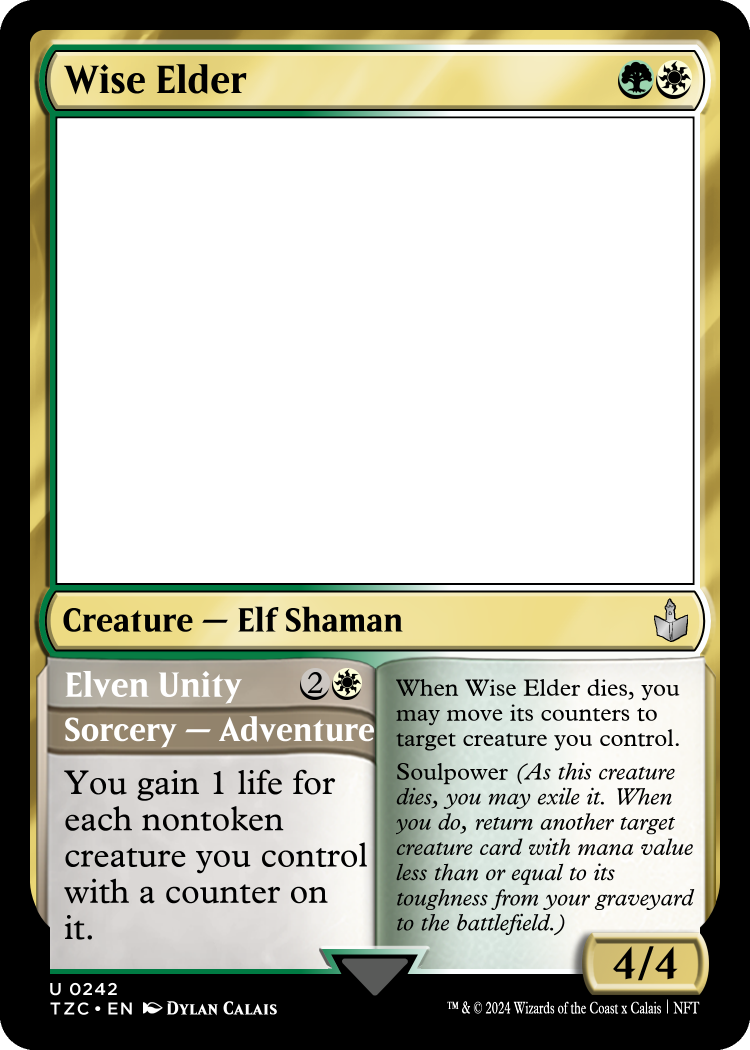 Wise Elder
Creature — Elf Shaman
Elven Unity 2
Sorcery — Adventure
You gain 1 life for
each nontoken
creature you control
with a counter on
it.
When Wise Elder dies, you
may move its counters to
target creature you control.
Soulpower (As this creature
dies, you may exile it. When
you do, return another target
creature card with mana value
less than or equal to its
toughness from your graveyard
to the battlefield.)
4/4
U 0242
TZC • EN DYLAN CALAIS
™ & © 2024 Wizards of the Coast x Calais | NFT